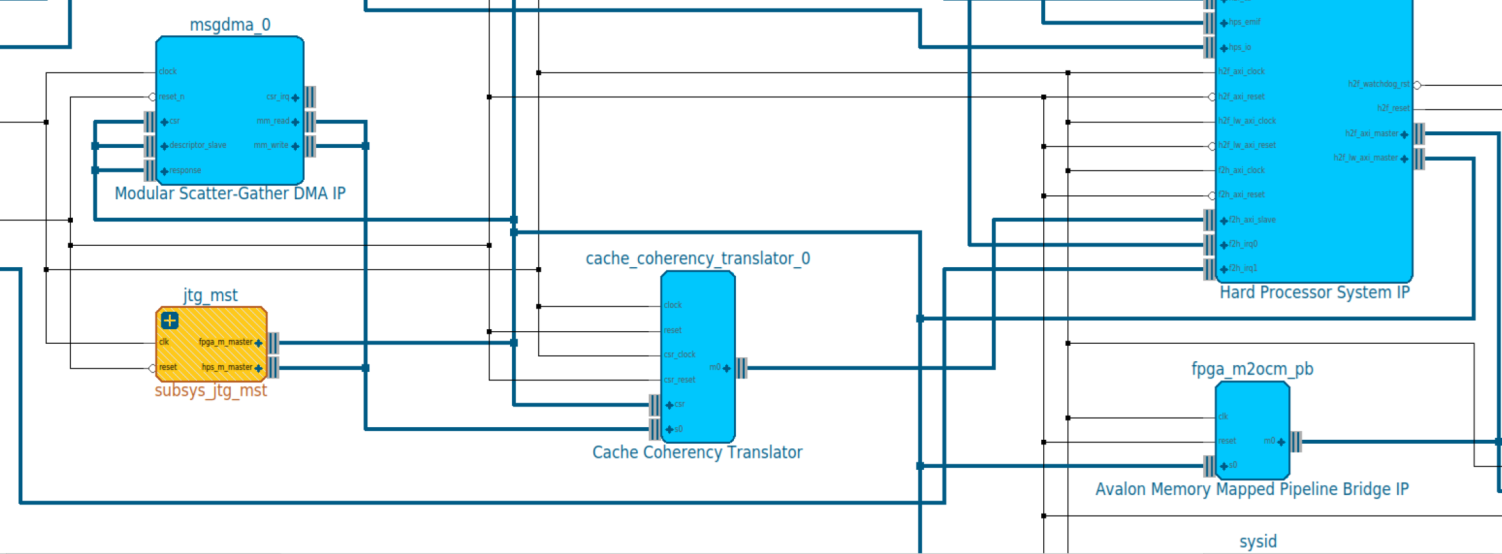 msgdma_0
clock
reset_n
csr
descriptor_slave
response
csr_irq
mm_read
mm_write
Modular Scatter-Gather DMA IP
jtg_mst
clk
reset
fpga_m_master
hps_m_master
subsys_jtg_mst
cache_coherency_translator_0
clock
reset
csr_clock
csr_reset
csr
s0
m0
Cache Coherency Translator
hps_emif
hps_io
h2f_axi_clock
h2f_axi_reset
h2f_lw_axi_clock
h2f_lw_axi_reset
f2h_axi_clock
f2h_axi_reset
f2h_axi_slave
f2h_irq0
f2h_irq1
h2f_watchdog_rst
h2f_reset
h2f_axi_master
h2f_lw_axi_master
Hard Processor System IP
fpga_m2ocm_pb
clk
reset
s0
m0
Avalon Memory Mapped Pipeline Bridge IP
sysid